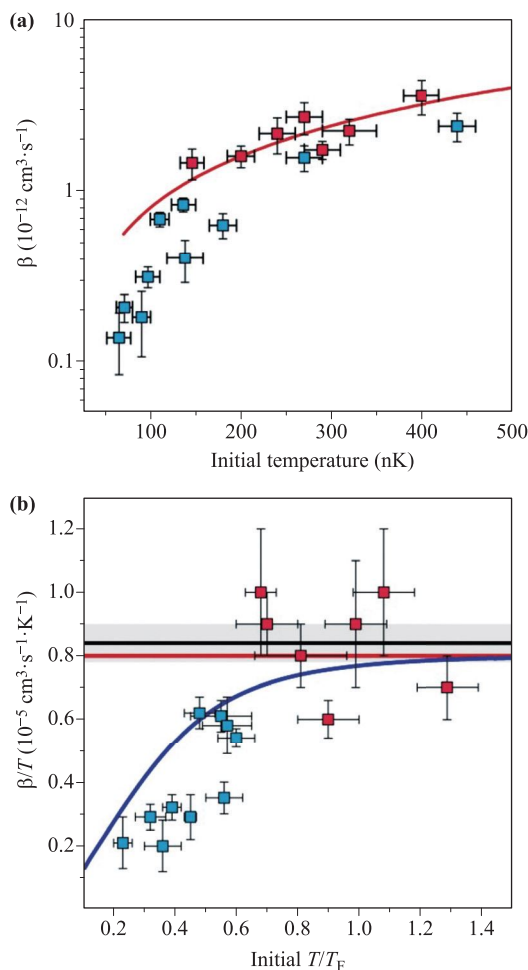 (a)
10
1
0.1
β (10⁻¹² cm³·s⁻¹)
100 200 300 400 500
Initial temperature (nK)
(b)
1.2
1.0
0.8
0.6
0.4
0.2
β/T (10⁻⁵ cm³·s⁻¹·K⁻¹)
0.2 0.4 0.6 0.8 1.0 1.2 1.4
Initial T/T_F